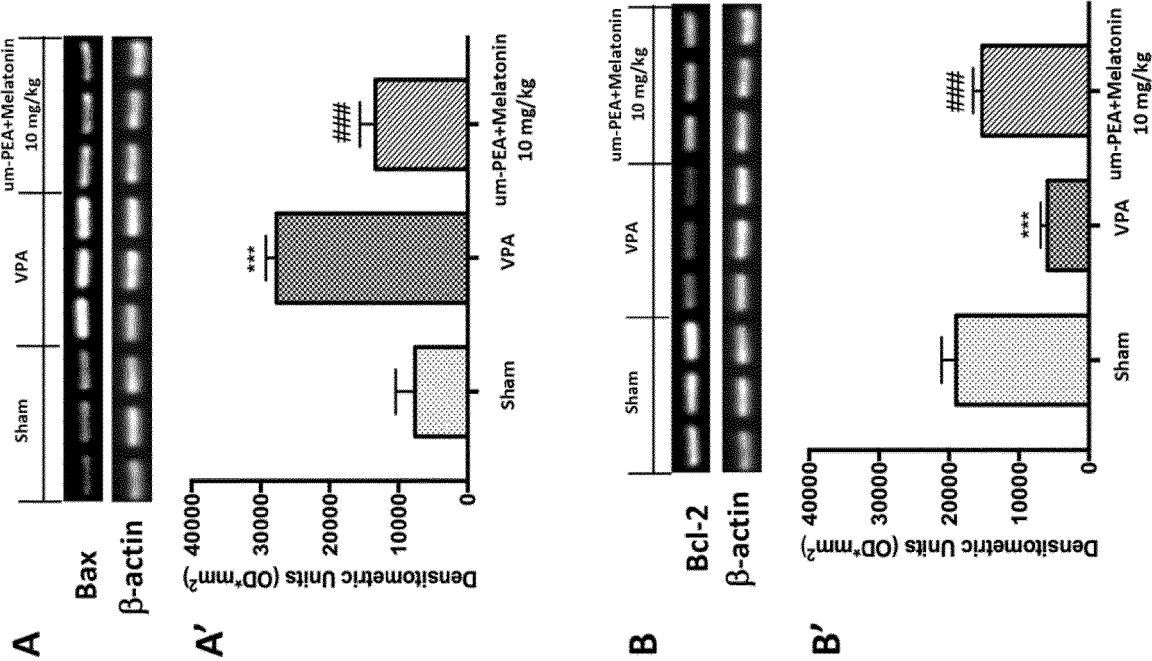 A
Sham
VPA
um-PEA+Melatonin
10 mg/kg
Bax
β-actin
A'
Densitometric Units (OD*mm2)
40000
30000
20000
10000
0
***
###
Sham
VPA
um-PEA+Melatonin
10 mg/kg
B
Sham
VPA
um-PEA+Melatonin
10 mg/kg
Bcl-2
β-actin
B'
Densitometric Units (OD*mm2)
40000
30000
20000
10000
0
***
###
Sham
VPA
um-PEA+Melatonin
10 mg/kg